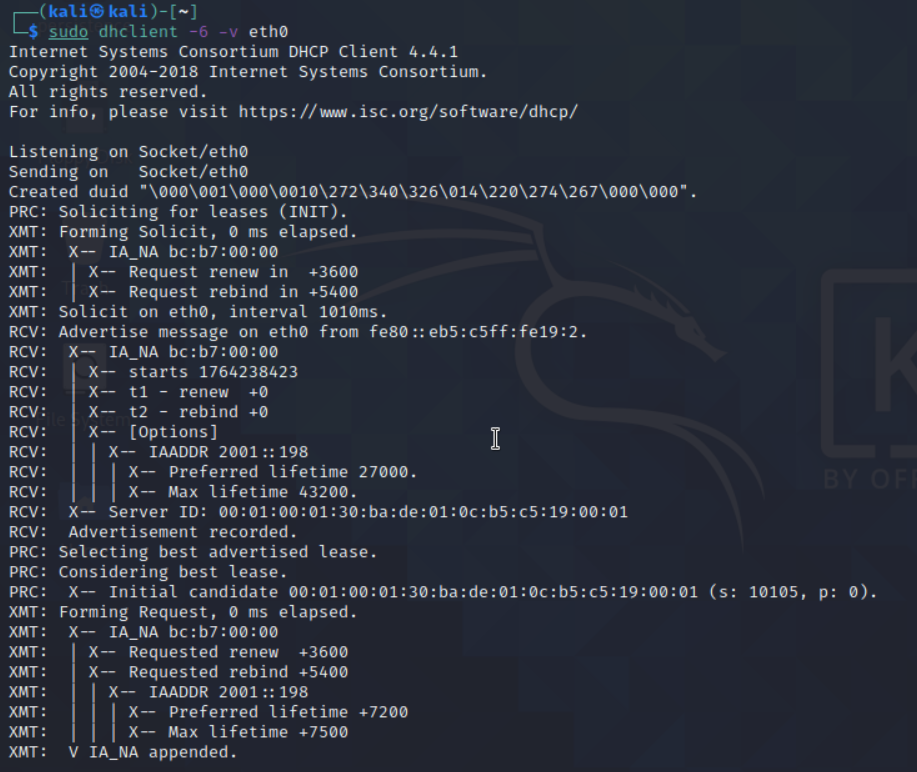 ┌──(kali㉿kali)-[~]
└─$ sudo dhclient -6 -v eth0
Internet Systems Consortium DHCP Client 4.4.1
Copyright 2004-2018 Internet Systems Consortium.
All rights reserved.
For info, please visit https://www.isc.org/software/dhcp/

Listening on Socket/eth0
Sending on   Socket/eth0
Created duid "\000\001\000\0010\272\340\326\014\220\274\267\000\000".
PRC: Soliciting for leases (INIT).
XMT: Forming Solicit, 0 ms elapsed.
XMT:  X-- IA_NA bc:b7:00:00
XMT:  | X-- Request renew in  +3600
XMT:  | X-- Request rebind in +5400
XMT: Solicit on eth0, interval 1010ms.
RCV: Advertise message on eth0 from fe80::eb5:c5ff:fe19:2.
RCV:  X-- IA_NA bc:b7:00:00
RCV:  | X-- starts 1764238423
RCV:  | X-- t1 - renew  +0
RCV:  | X-- t2 - rebind +0
RCV:  | X-- [Options]
RCV:  | | X-- IAADDR 2001::198
RCV:  | | | X-- Preferred lifetime 27000.
RCV:  | | | X-- Max lifetime 43200.
RCV:  X-- Server ID: 00:01:00:01:30:ba:de:01:0c:b5:c5:19:00:01
RCV:  Advertisement recorded.
PRC: Selecting best advertised lease.
PRC: Considering best lease.
PRC:  X-- Initial candidate 00:01:00:01:30:ba:de:01:0c:b5:c5:19:00:01 (s: 10105, p: 0).
XMT: Forming Request, 0 ms elapsed.
XMT:  X-- IA_NA bc:b7:00:00
XMT:  | X-- Requested renew  +3600
XMT:  | X-- Requested rebind +5400
XMT:  | | X-- IAADDR 2001::198
XMT:  | | | X-- Preferred lifetime +7200
XMT:  | | | X-- Max lifetime +7500
XMT:  V IA_NA appended.
K
BY OF